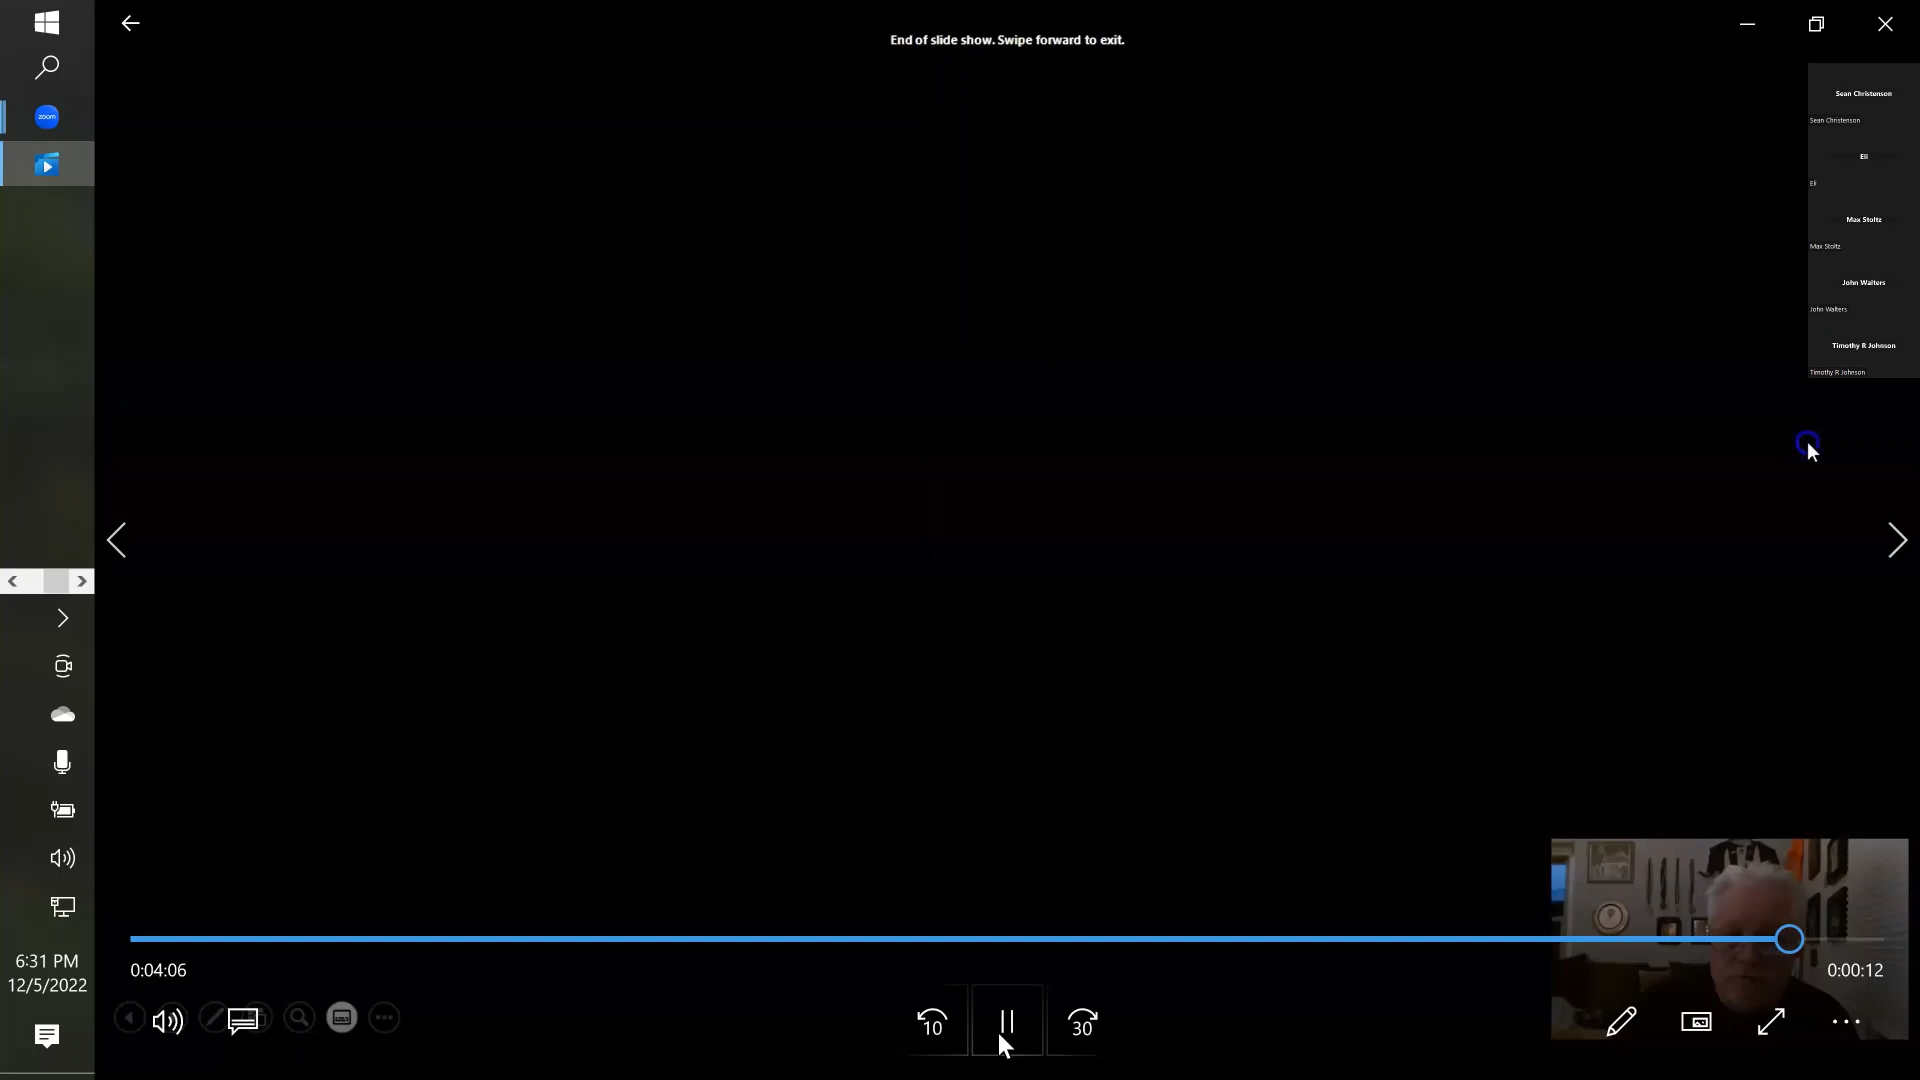 End of slide show. Swipe forward to exit.
zoom
Sean Christenson
Sean Christenson
Eli
Eli
Max Stoltz
Max Stoltz
John Walters
John Walters
Timothy R Johnson
Timothy R Johnson
6:31 PM
12/5/2022
0:04:06
0:00:12
10
30